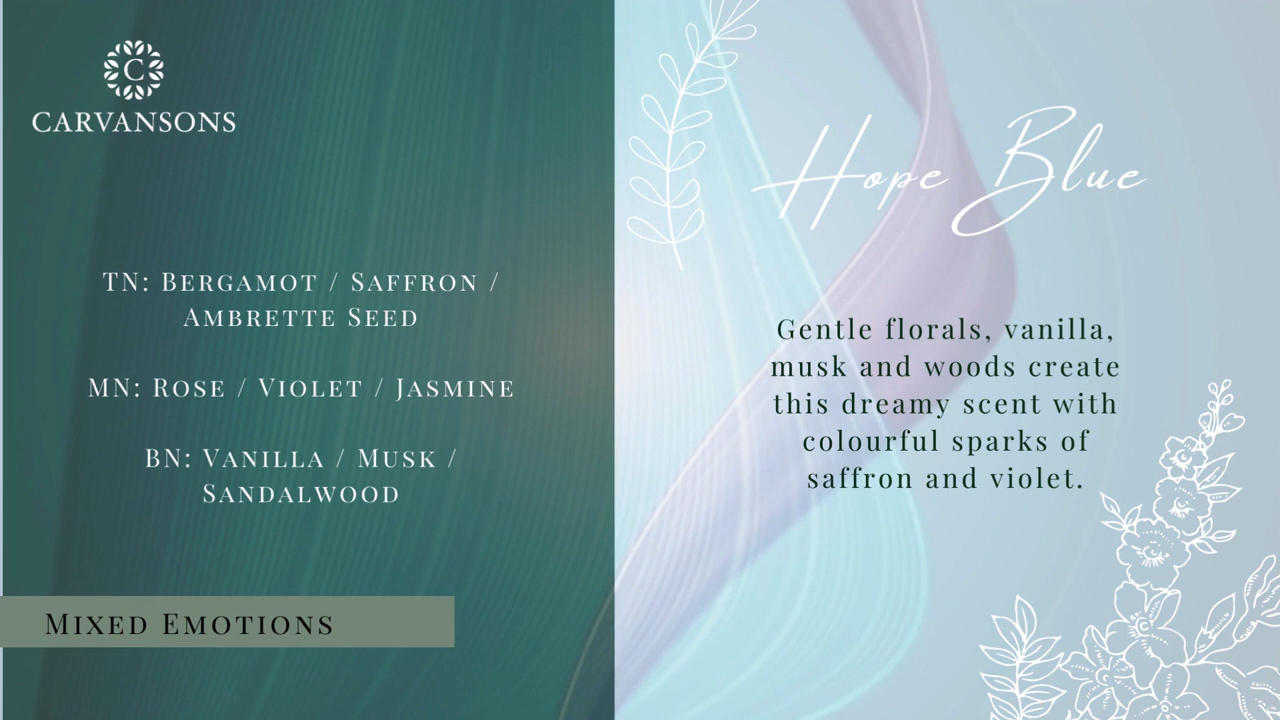 C
CARVANSONS
TN: Bergamot / Saffron /
Ambrette Seed
MN: Rose / Violet / Jasmine
BN: Vanilla / Musk /
Sandalwood
Mixed Emotions
Hope Blue
Gentle florals, vanilla,
musk and woods create
this dreamy scent with
colourful sparks of
saffron and violet.